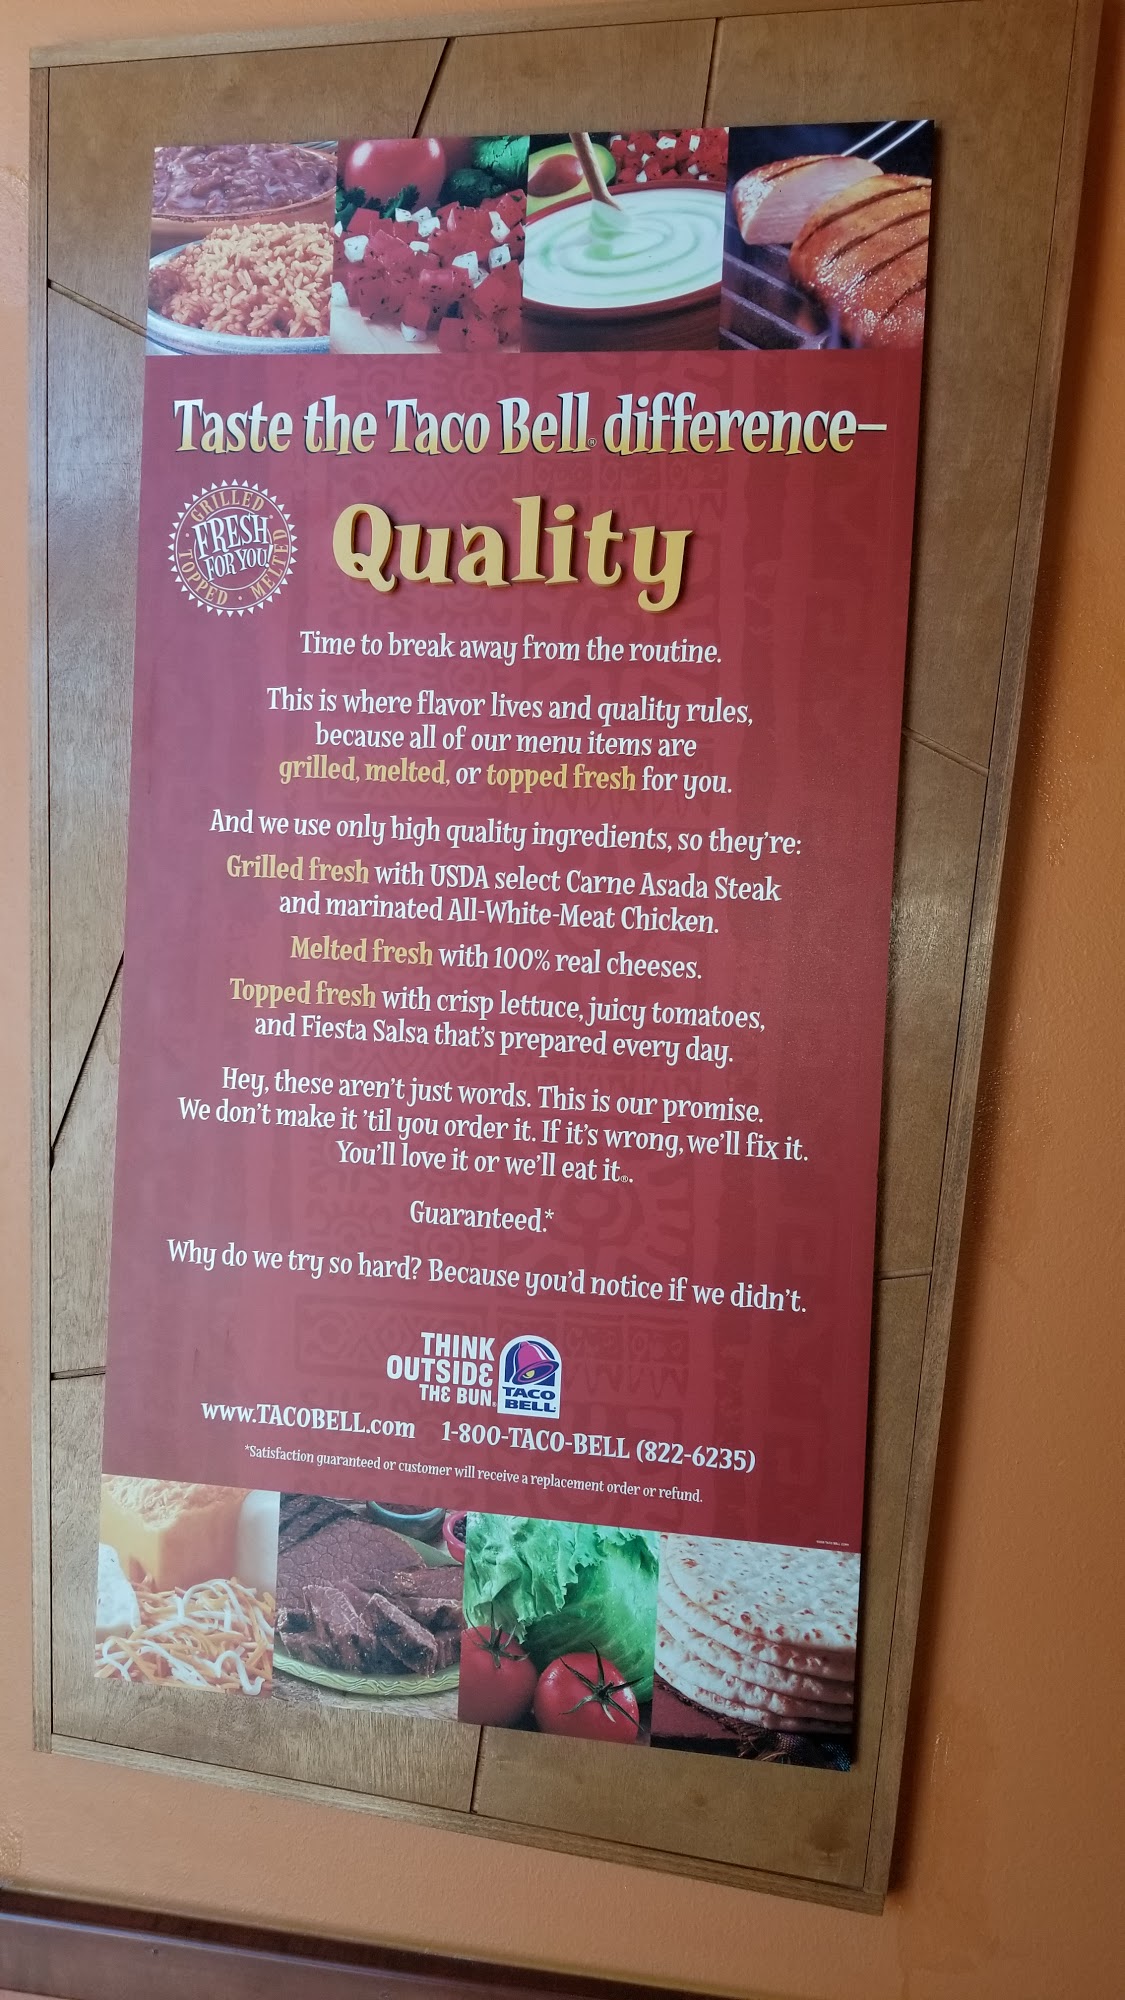 Taste the Taco Bell® difference–
GRILLED
FRESH
FOR YOU!
TOPPED • MELTED
Quality
Time to break away from the routine.
This is where flavor lives and quality rules,
because all of our menu items are
grilled, melted, or topped fresh for you.
And we use only high quality ingredients, so they're:
Grilled fresh with USDA select Carne Asada Steak
and marinated All-White-Meat Chicken.
Melted fresh with 100% real cheeses.
Topped fresh with crisp lettuce, juicy tomatoes,
and Fiesta Salsa that's prepared every day.
Hey, these aren't just words. This is our promise.
We don't make it 'til you order it. If it's wrong, we'll fix it.
You'll love it or we'll eat it®.
Guaranteed.*
Why do we try so hard? Because you'd notice if we didn't.
THINK
OUTSIDE
THE BUN.
TACO
BELL
www.TACOBELL.com 1-800-TACO-BELL (822-6235)
*Satisfaction guaranteed or customer will receive a replacement order or refund.